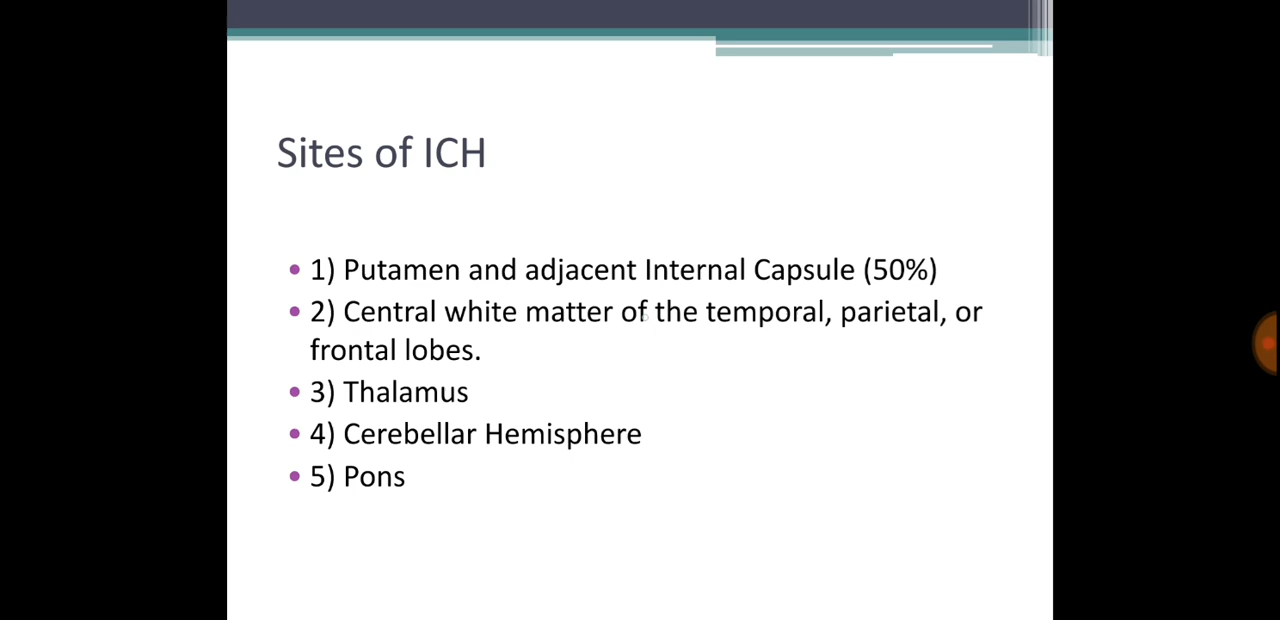 Sites of ICH
• 1) Putamen and adjacent Internal Capsule (50%)
• 2) Central white matter of the temporal, parietal, or
frontal lobes.
• 3) Thalamus
• 4) Cerebellar Hemisphere
• 5) Pons